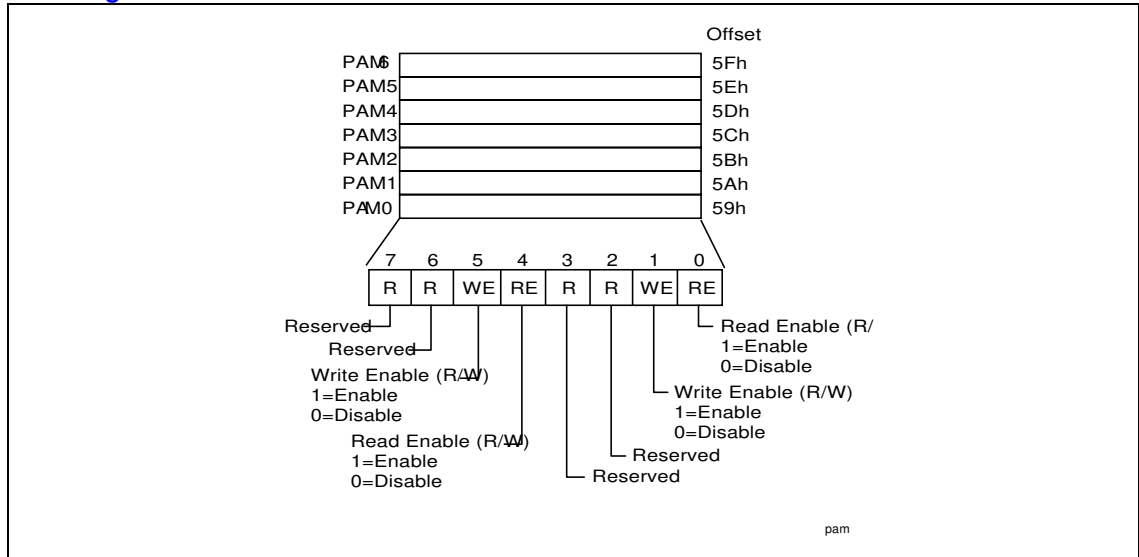 Offset
PAM6 5Fh
PAM5 5Eh
PAM4 5Dh
PAM3 5Ch
PAM2 5Bh
PAM1 5Ah
PAM0 59h
7 6 5 4 3 2 1 0
R R WE RE R R WE RE
Reserved
Reserved
Write Enable (R/W)
1=Enable
0=Disable
Read Enable (R/W)
1=Enable
0=Disable
Reserved
Reserved
Write Enable (R/W)
1=Enable
0=Disable
Read Enable (R/
1=Enable
0=Disable
pam